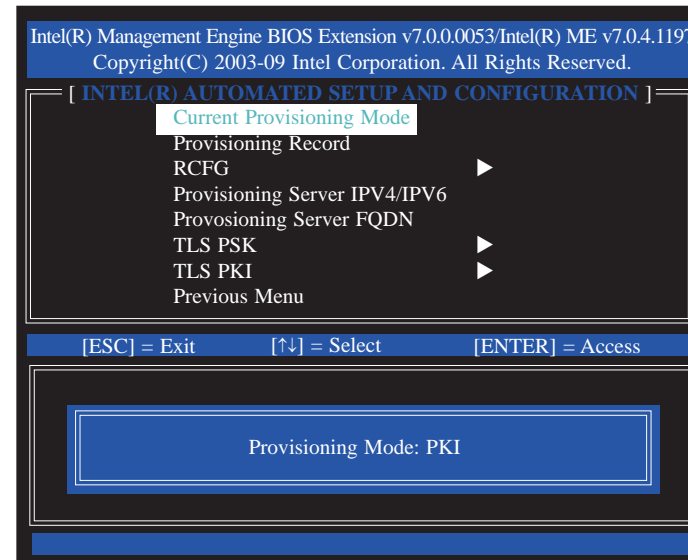 Intel(R) Management Engine BIOS Extension v7.0.0.0053/Intel(R) ME v7.0.4.1197
Copyright(C) 2003-09 Intel Corporation. All Rights Reserved.
[ INTEL(R) AUTOMATED SETUP AND CONFIGURATION ]
Current Provisioning Mode
Provisioning Record
RCFG ▶
Provisioning Server IPV4/IPV6
Provosioning Server FQDN
TLS PSK ▶
TLS PKI ▶
Previous Menu
[ESC] = Exit [↑↓] = Select [ENTER] = Access
Provisioning Mode: PKI